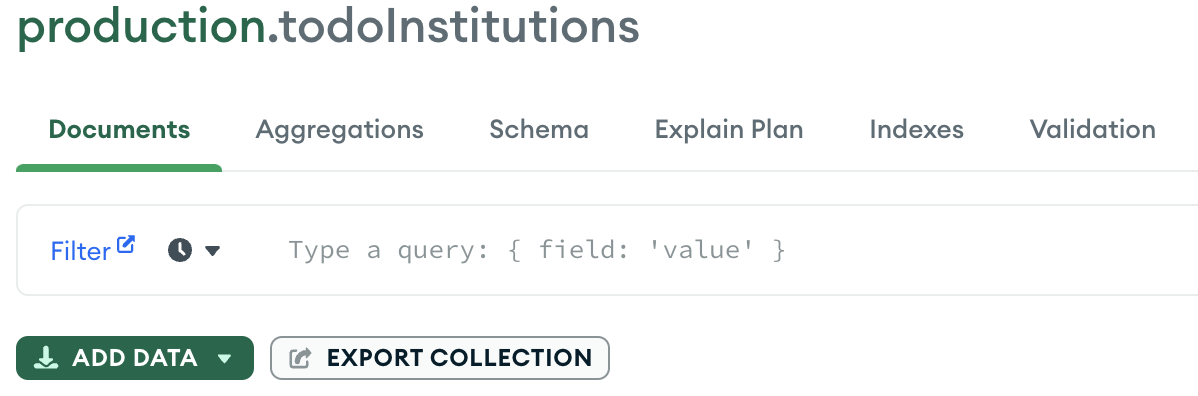 production.todoInstitutions
Documents Aggregations Schema Explain Plan Indexes Validation
Filter Type a query: { field: 'value' }
ADD DATA EXPORT COLLECTION